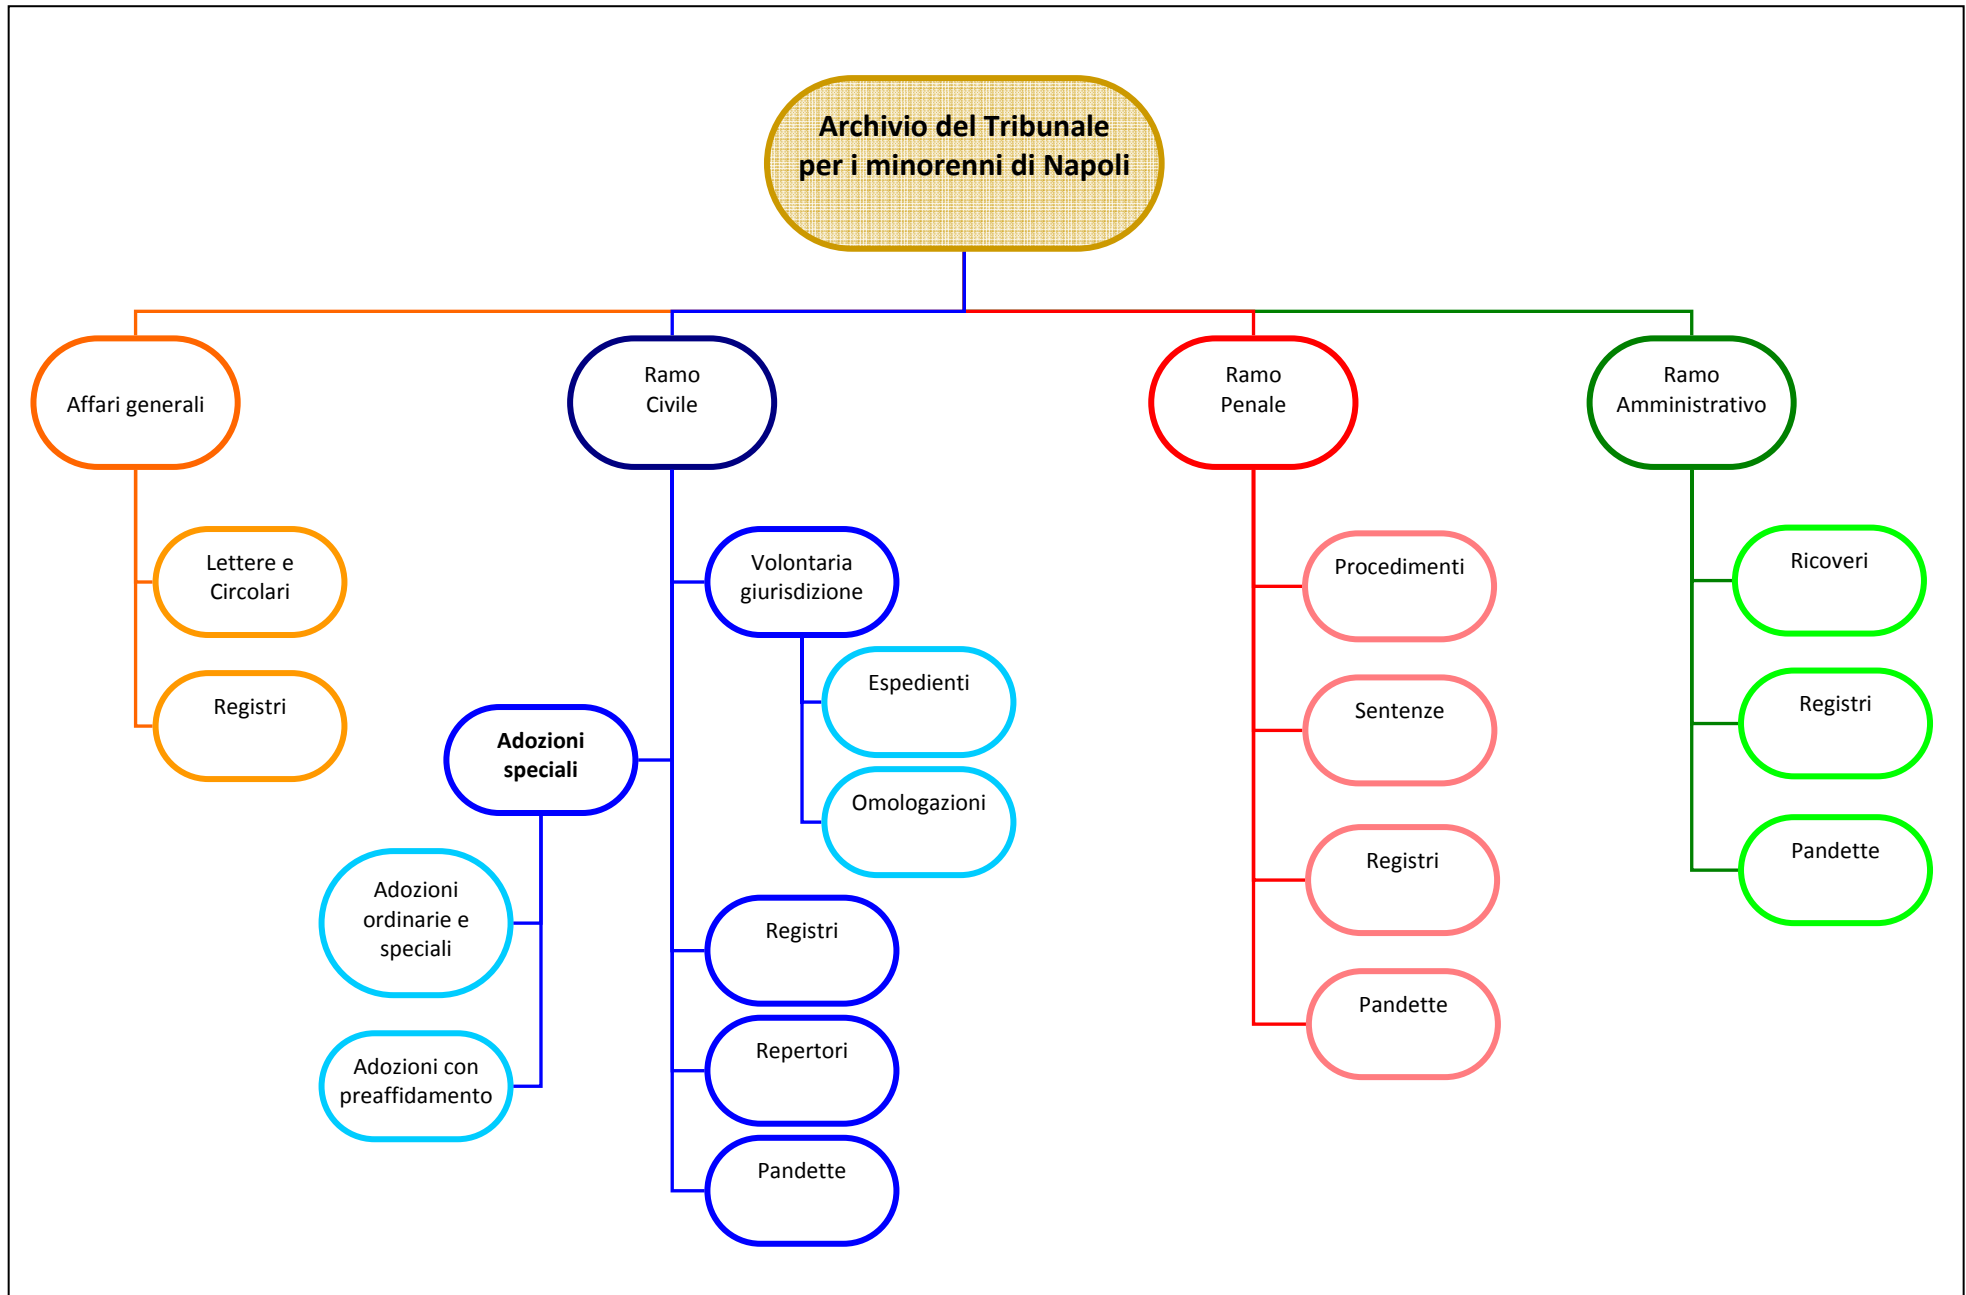 Archivio del Tribunale
per i minorenni di Napoli
Affari generali
Ramo
Civile
Ramo
Penale
Ramo
Amministrativo
Lettere e
Circolari
Registri
Volontaria
giurisdizione
Espedienti
Omologazioni
Adozioni
speciali
Adozioni
ordinarie e
speciali
Adozioni con
preaffidamento
Registri
Repertori
Pandette
Procedimenti
Sentenze
Registri
Pandette
Ricoveri
Registri
Pandette